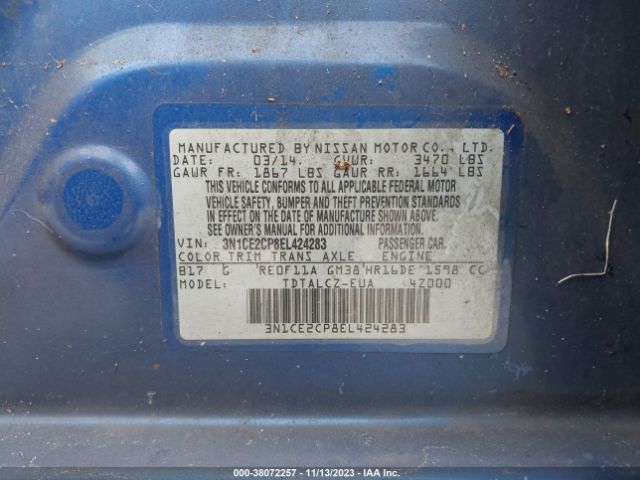 MANUFACTURED BY NISSAN MOTOR CO., LTD.
DATE: 03/14. GVWR: 3470 LBS
GAWR FR: 1867 LBS GAWR RR: 1664 LBS
THIS VEHICLE CONFORMS TO ALL APPLICABLE FEDERAL MOTOR
VEHICLE SAFETY, BUMPER AND THEFT PREVENTION STANDARDS
IN EFFECT ON THE DATE OF MANUFACTURE SHOWN ABOVE.
SEE OWNER'S MANUAL FOR ADDITIONAL INFORMATION.
VIN: 3N1CE2CP8EL424283 PASSENGER CAR.
COLOR TRIM TRANS AXLE ENGINE
B17 G RE0F11A GM38 HR16DE 1598 CC
MODEL: TDTALCZ-EUA 4Z000
3N1CE2CP8EL424283
000-38072257 - 11/13/2023 - IAA Inc.